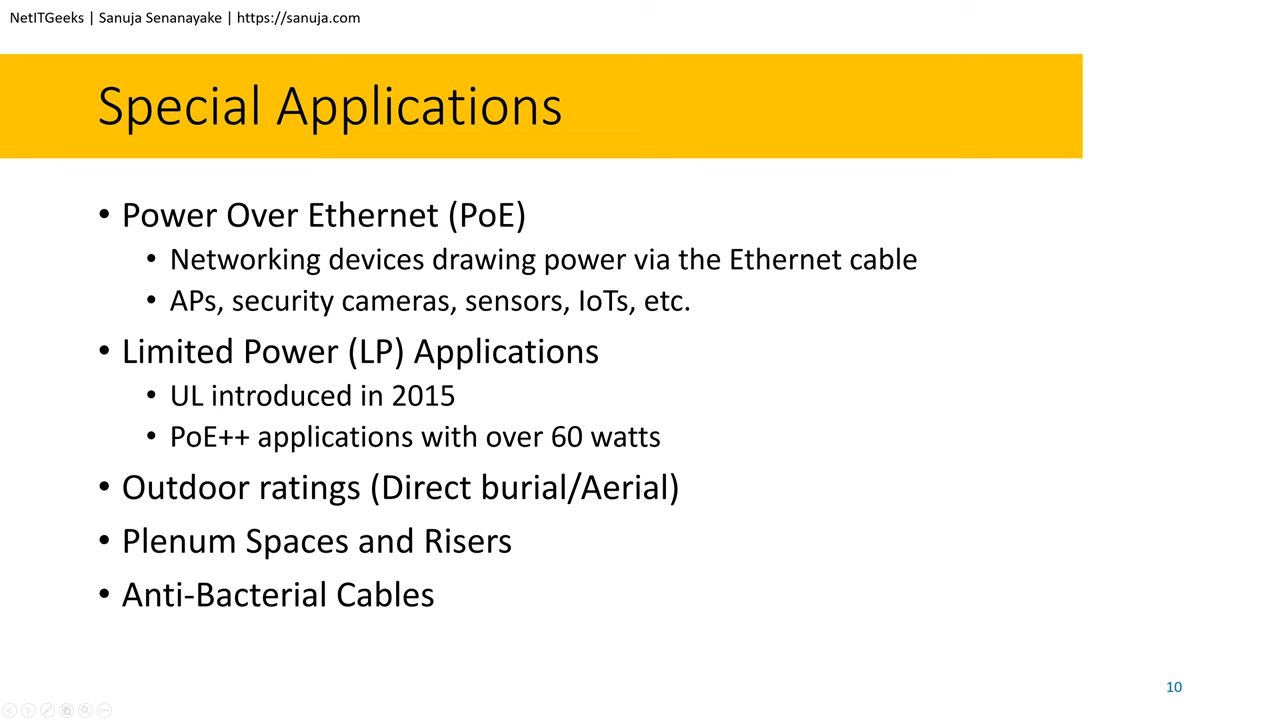 NetITGeeks | Sanuja Senanayake | https://sanuja.com
Special Applications
• Power Over Ethernet (PoE)
• Networking devices drawing power via the Ethernet cable
• APs, security cameras, sensors, IoTs, etc.
• Limited Power (LP) Applications
• UL introduced in 2015
• PoE++ applications with over 60 watts
• Outdoor ratings (Direct burial/Aerial)
• Plenum Spaces and Risers
• Anti-Bacterial Cables
10